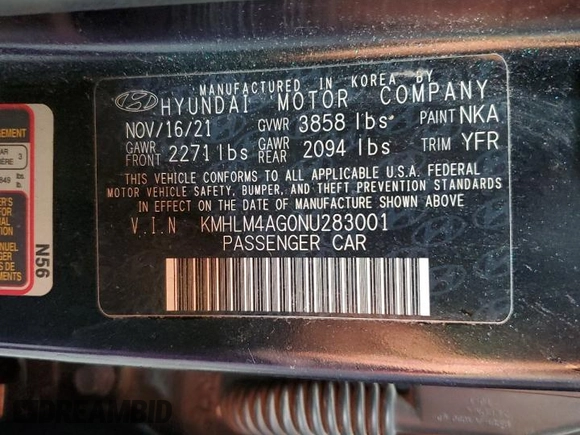 MANUFACTURED IN KOREA BY
HYUNDAI MOTOR COMPANY
NOV/16/21 GVWR 3858 lbs PAINT NKA
GAWR FRONT 2271 lbs GAWR REAR 2094 lbs TRIM YFR
THIS VEHICLE CONFORMS TO ALL APPLICABLE U.S.A. FEDERAL
MOTOR VEHICLE SAFETY, BUMPER, AND THEFT PREVENTION STANDARDS
IN EFFECT ON THE DATE OF MANUFACTURE SHOWN ABOVE
V.I.N KMHLM4AG0NU283001
PASSENGER CAR
N56
3
DREAMBID